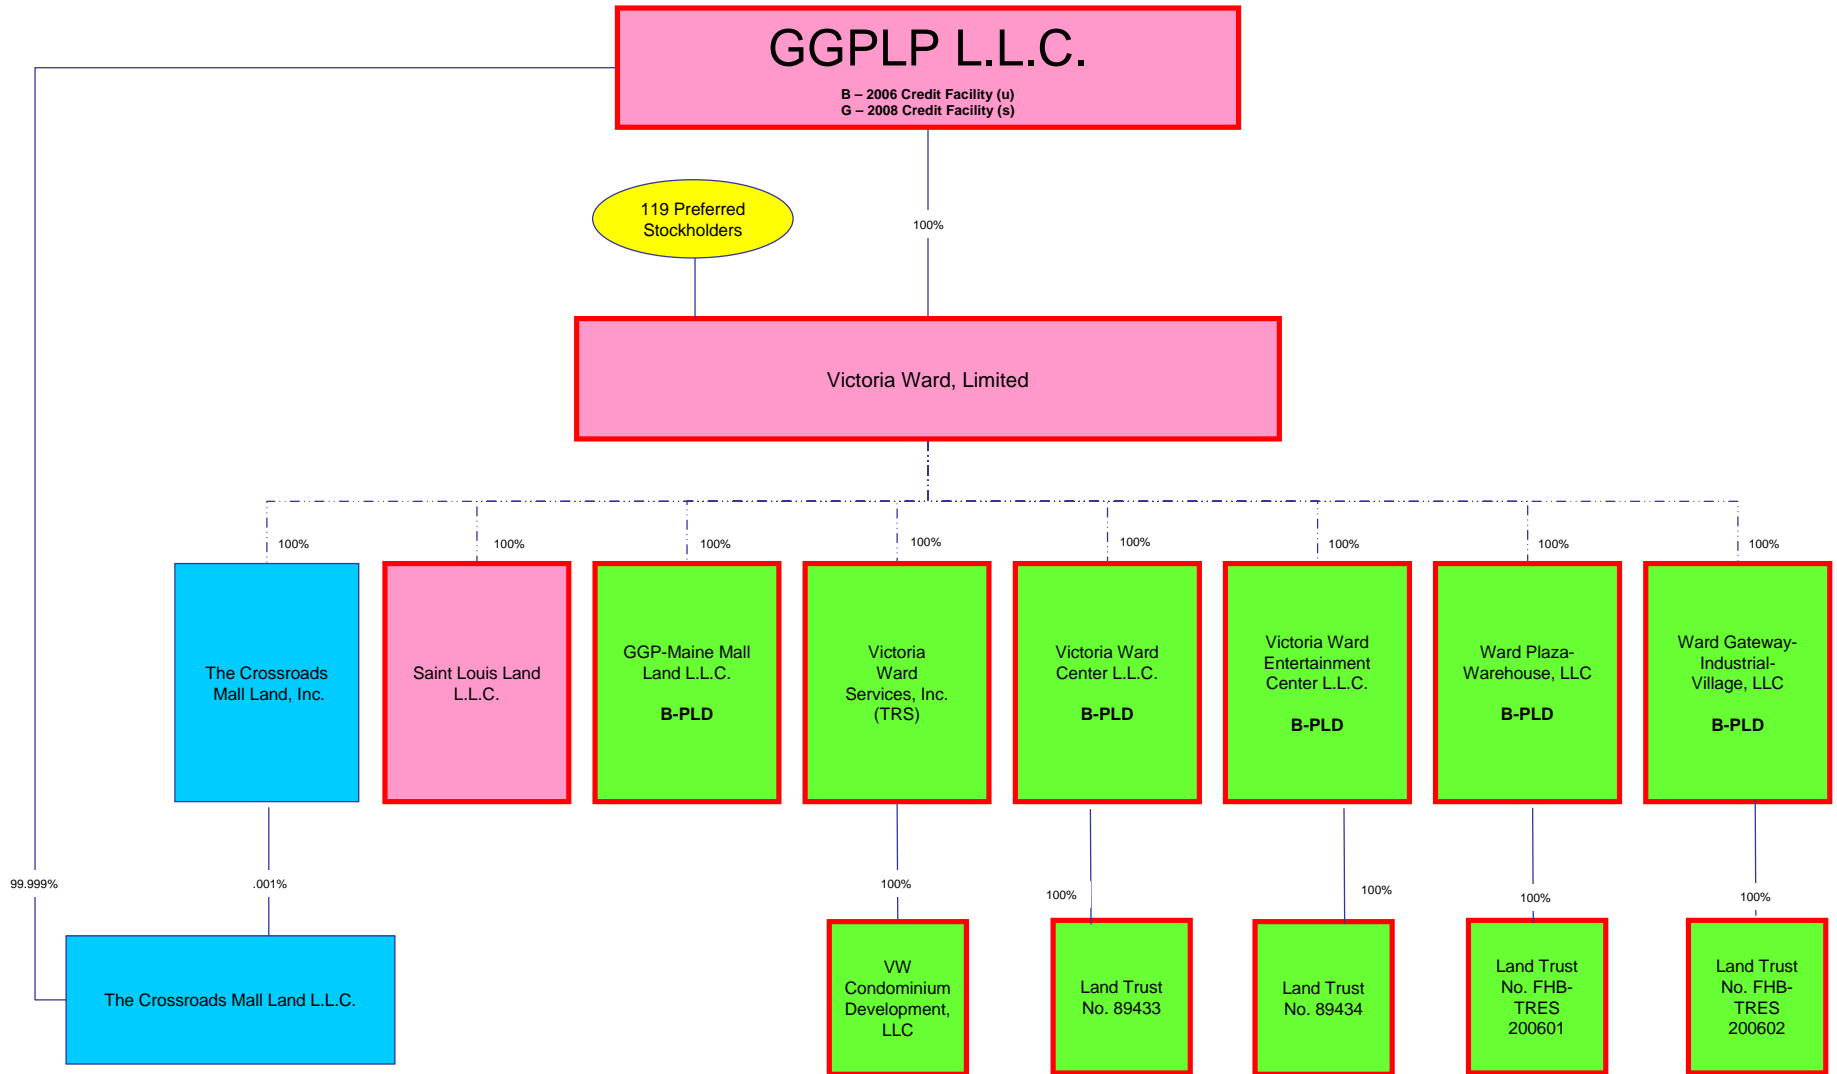 GGPLP L.L.C.
B – 2006 Credit Facility (u)
G – 2008 Credit Facility (s)
119 Preferred
Stockholders
100%
Victoria Ward, Limited
100%
100%
100%
100%
100%
100%
100%
100%
The Crossroads
Mall Land, Inc.
Saint Louis Land
L.L.C.
GGP-Maine Mall
Land L.L.C.
B-PLD
Victoria
Ward
Services, Inc.
(TRS)
Victoria Ward
Center L.L.C.
B-PLD
Victoria Ward
Entertainment
Center L.L.C.
B-PLD
Ward Plaza-
Warehouse, LLC
B-PLD
Ward Gateway-
Industrial-
Village, LLC
B-PLD
99.999%
.001%
100%
100%
100%
100%
100%
The Crossroads Mall Land L.L.C.
VW
Condominium
Development,
LLC
Land Trust
No. 89433
Land Trust
No. 89434
Land Trust
No. FHB-
TRES
200601
Land Trust
No. FHB-
TRES
200602